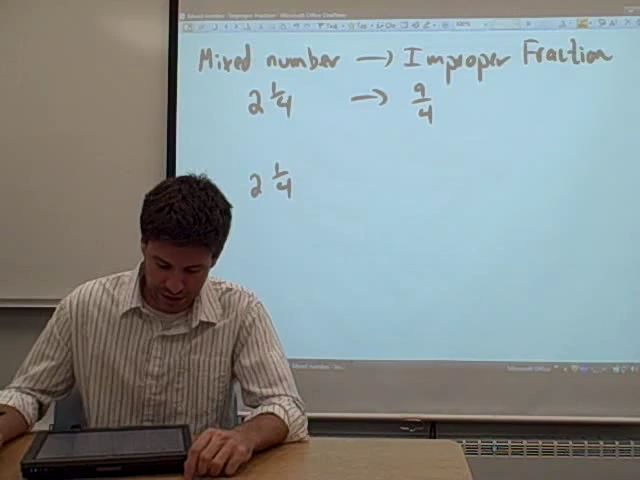 Mixed number → Improper Fraction
2 1/4 → 9/4
2 1/4